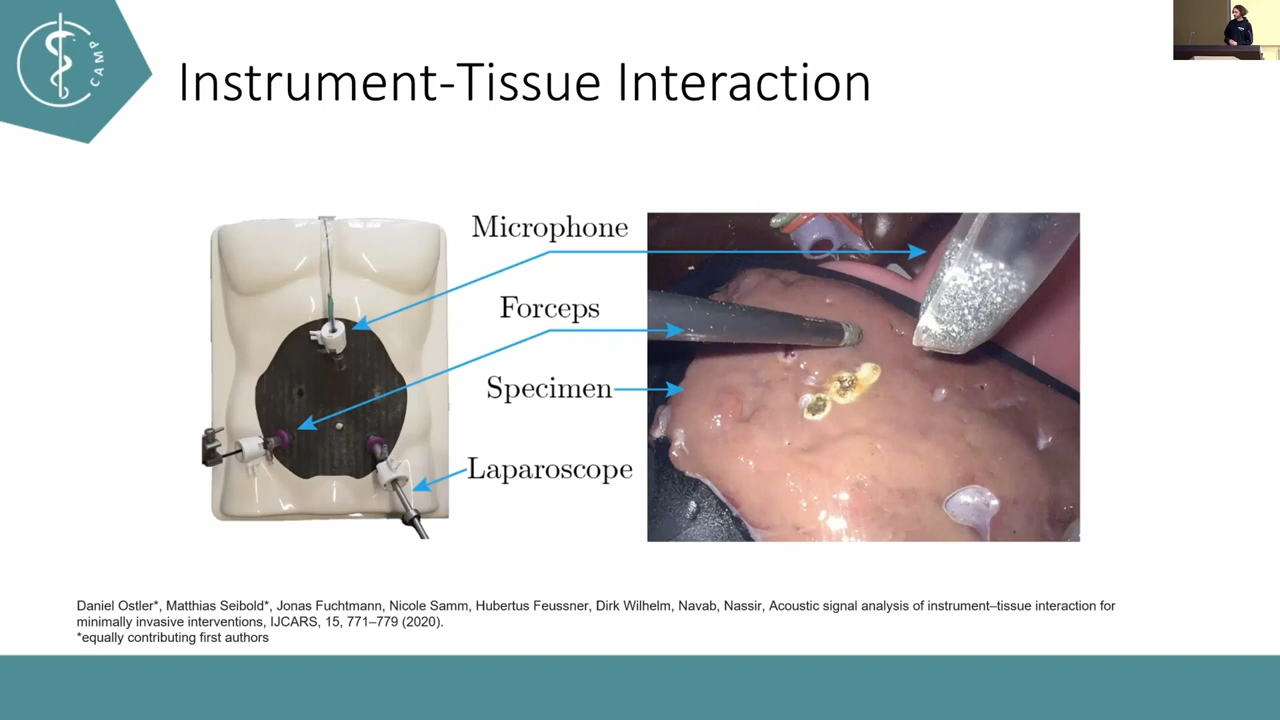 CAMP
Instrument-Tissue Interaction
Microphone
Forceps
Specimen
Laparoscope
Daniel Ostler*, Matthias Seibold*, Jonas Fuchtmann, Nicole Samm, Hubertus Feussner, Dirk Wilhelm, Navab, Nassir, Acoustic signal analysis of instrument–tissue interaction for
minimally invasive interventions, IJCARS, 15, 771–779 (2020).
*equally contributing first authors